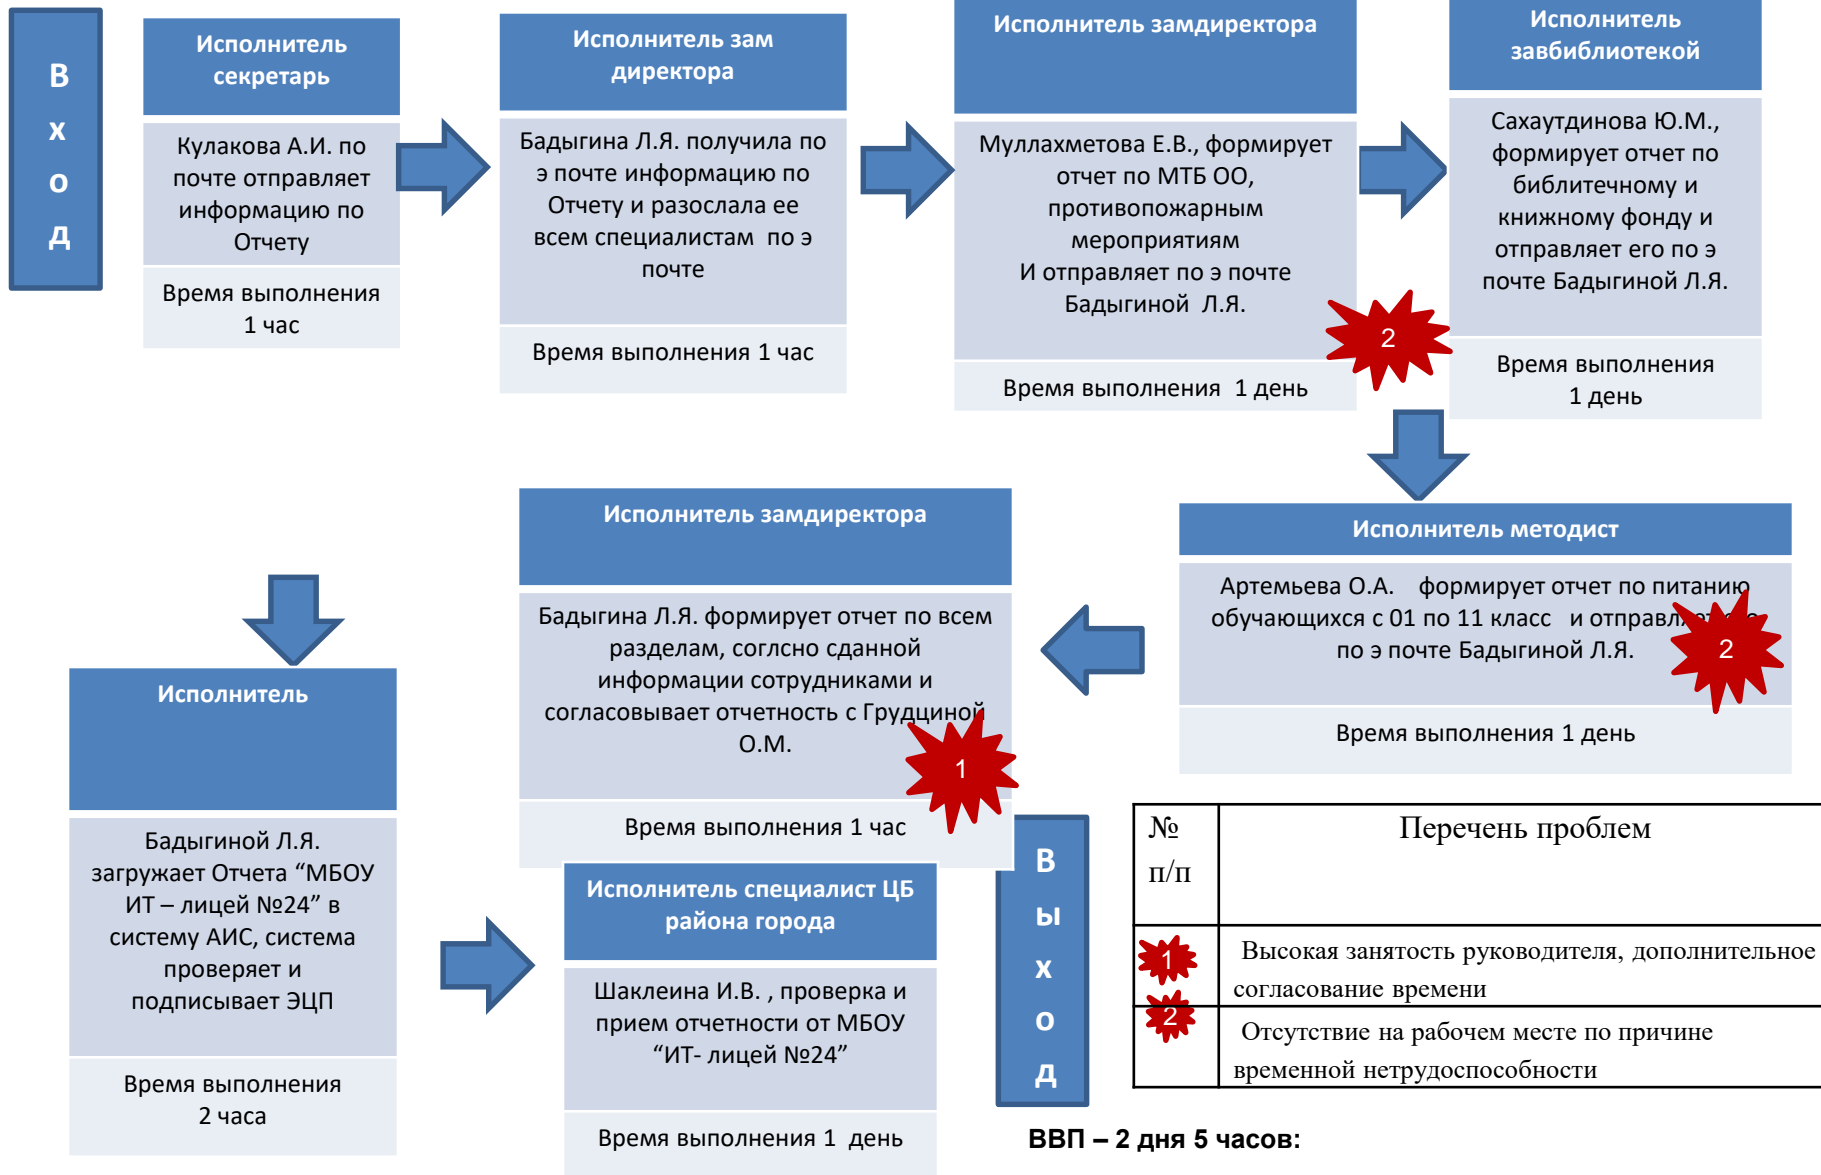 Вход
Исполнитель
секретарь
Кулакова А.И. по
почте отправляет
информацию по
Отчету
Время выполнения
1 час
Исполнитель зам
директора
Бадыгина Л.Я. получила по
э почте информацию по
Отчету и разослала ее
всем специалистам по э
почте
Время выполнения 1 час
Исполнитель замдиректора
Муллахметова Е.В., формирует
отчет по МТБ ОО,
противопожарным
мероприятиям
И отправляет по э почте
Бадыгиной Л.Я.
2
Время выполнения 1 день
Исполнитель
завбиблиотекой
Сахаутдинова Ю.М.,
формирует отчет по
библитечному и
книжному фонду и
отправляет его по э
почте Бадыгиной Л.Я.
Время выполнения
1 день
Исполнитель методист
Артемьева О.А. формирует отчет по питанию
обучающихся с 01 по 11 класс и отправляет
по э почте Бадыгиной Л.Я.
2
Время выполнения 1 день
Исполнитель замдиректора
Бадыгина Л.Я. формирует отчет по всем
разделам, соглсно сданной
информации сотрудниками и
согласовывает отчетность с Грудциной
О.М.
1
Время выполнения 1 час
Исполнитель
Бадыгиной Л.Я.
загружает Отчета “МБОУ
ИТ – лицей №24” в
систему АИС, система
проверяет и
подписывает ЭЦП
Время выполнения
2 часа
Исполнитель специалист ЦБ
района города
Шаклеина И.В. , проверка и
прием отчетности от МБОУ
“ИТ- лицей №24”
Время выполнения 1 день
Выход
№
п/п
Перечень проблем
1
Высокая занятость руководителя, дополнительное
согласование времени
2
Отсутствие на рабочем месте по причине
временной нетрудоспособности
ВВП – 2 дня 5 часов: